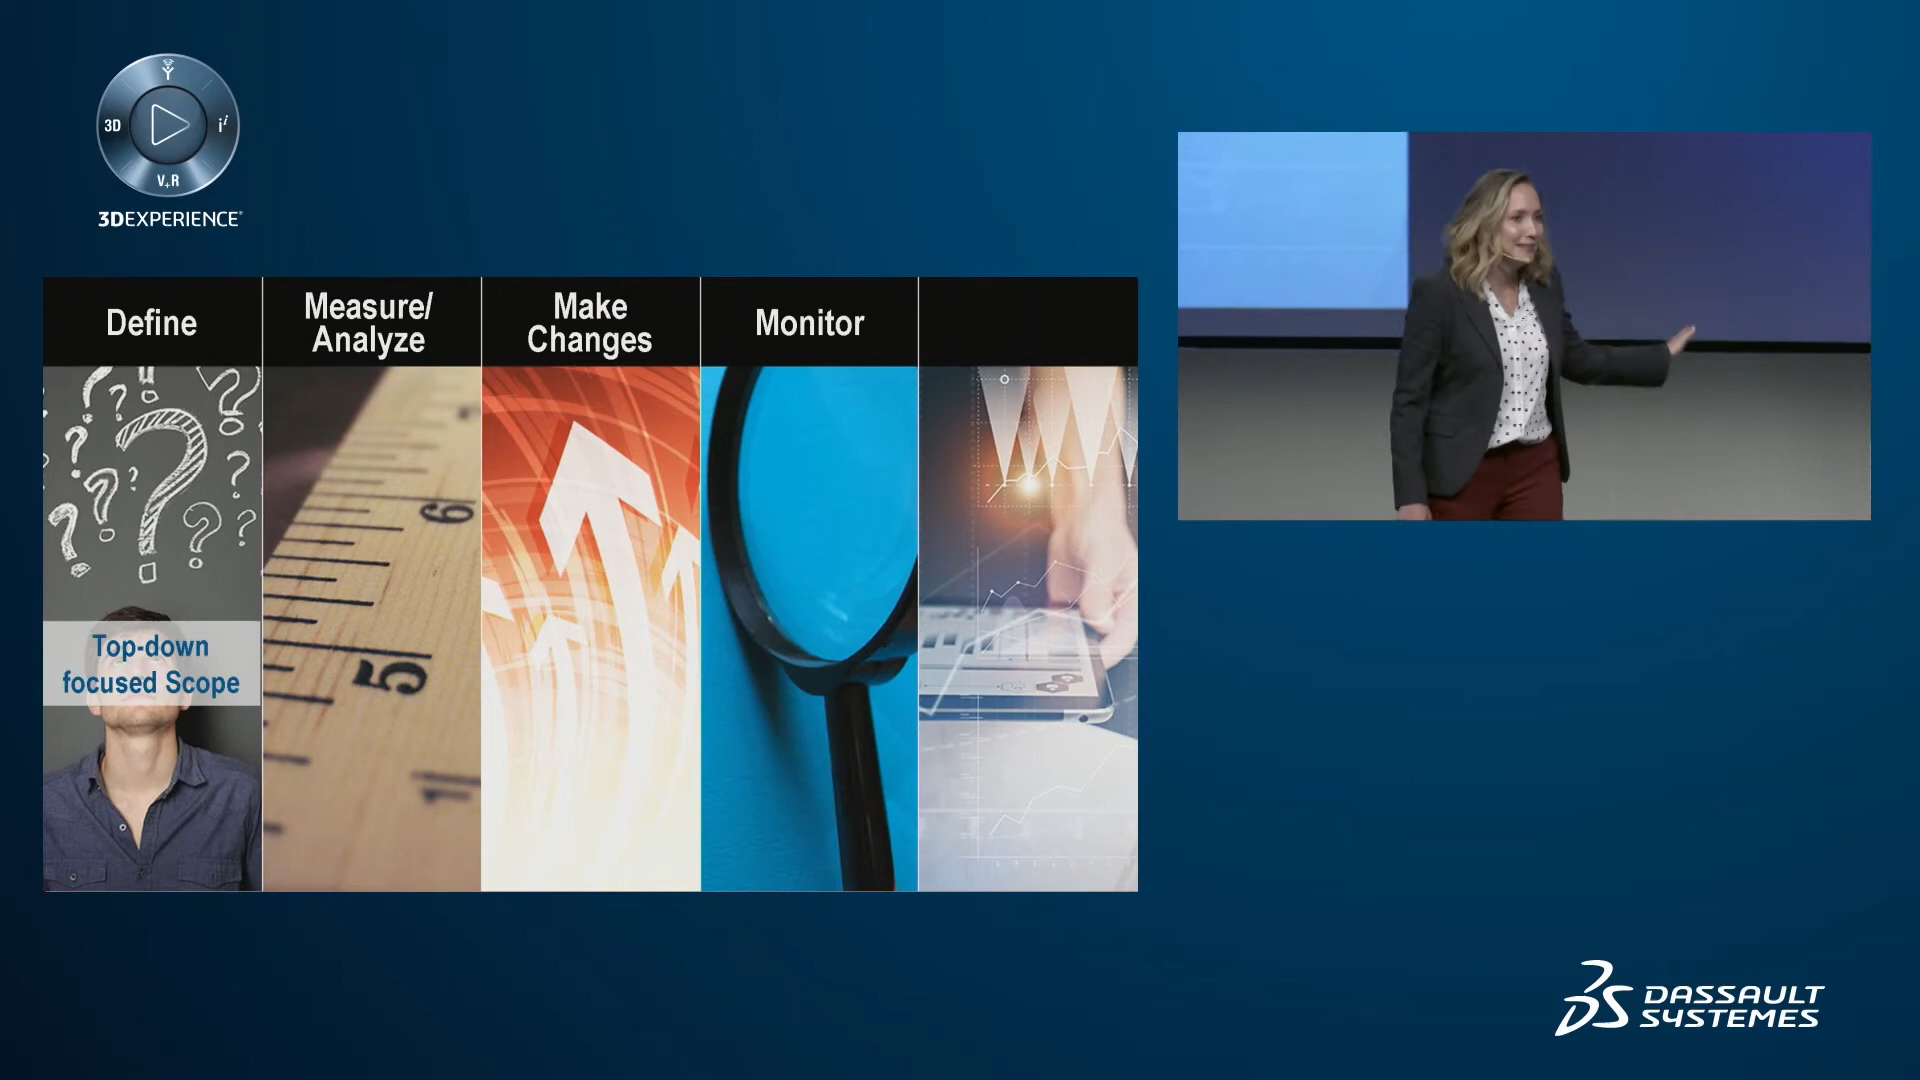 3D
i
V+R
3DEXPERIENCE
Define
Measure/
Analyze
Make
Changes
Monitor
Top-down
focused Scope
6
5
DASSAULT
SYSTEMES